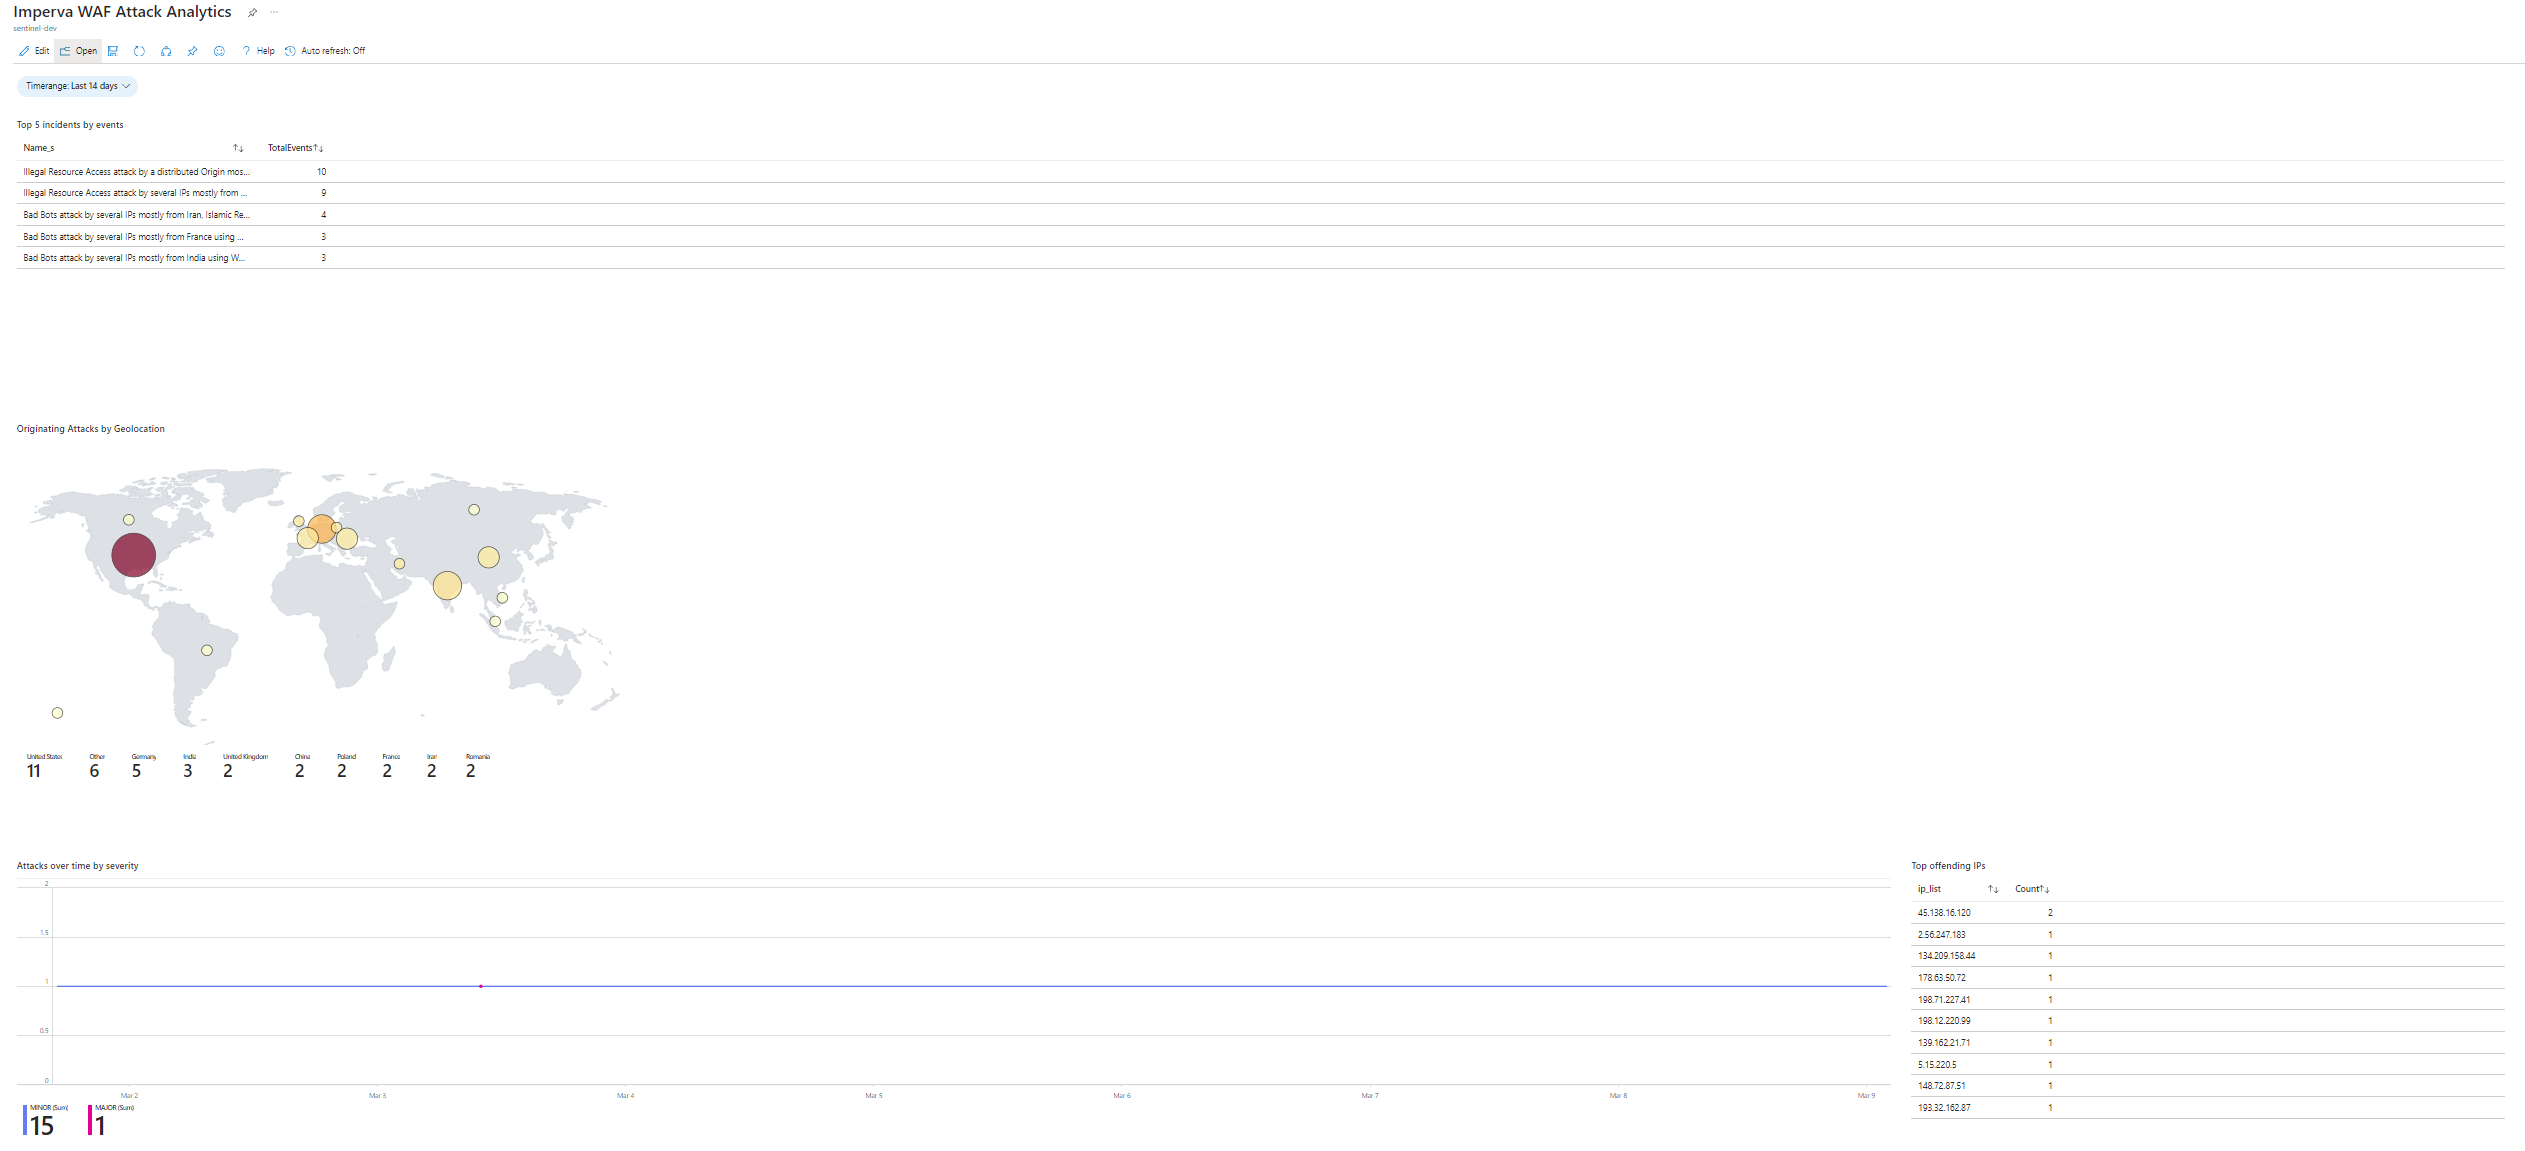 Imperva WAF Attack Analytics
sentinel-dev
Edit Open Help Auto refresh: Off
Timerange: Last 14 days
Top 5 incidents by events
Name_s TotalEvents
Illegal Resource Access attack by a distributed Origin mos... 10
Illegal Resource Access attack by several IPs mostly from ... 9
Bad Bots attack by several IPs mostly from Iran, Islamic Re... 4
Bad Bots attack by several IPs mostly from France using ... 3
Bad Bots attack by several IPs mostly from India using W... 3
Originating Attacks by Geolocation
United States Other Germany India United Kingdom China Poland France Iran Romania
11 6 5 3 2 2 2 2 2 2
Attacks over time by severity
2
1.5
1
0.5
0
Mar 2 Mar 3 Mar 4 Mar 5 Mar 6 Mar 7 Mar 8 Mar 9
MINOR (Sum) MAJOR (Sum)
15 1
Top offending IPs
ip_list Count
45.138.16.120 2
2.56.247.183 1
134.209.158.44 1
178.63.50.72 1
198.71.227.41 1
198.12.220.99 1
139.162.21.71 1
5.15.220.5 1
148.72.87.51 1
193.32.162.87 1